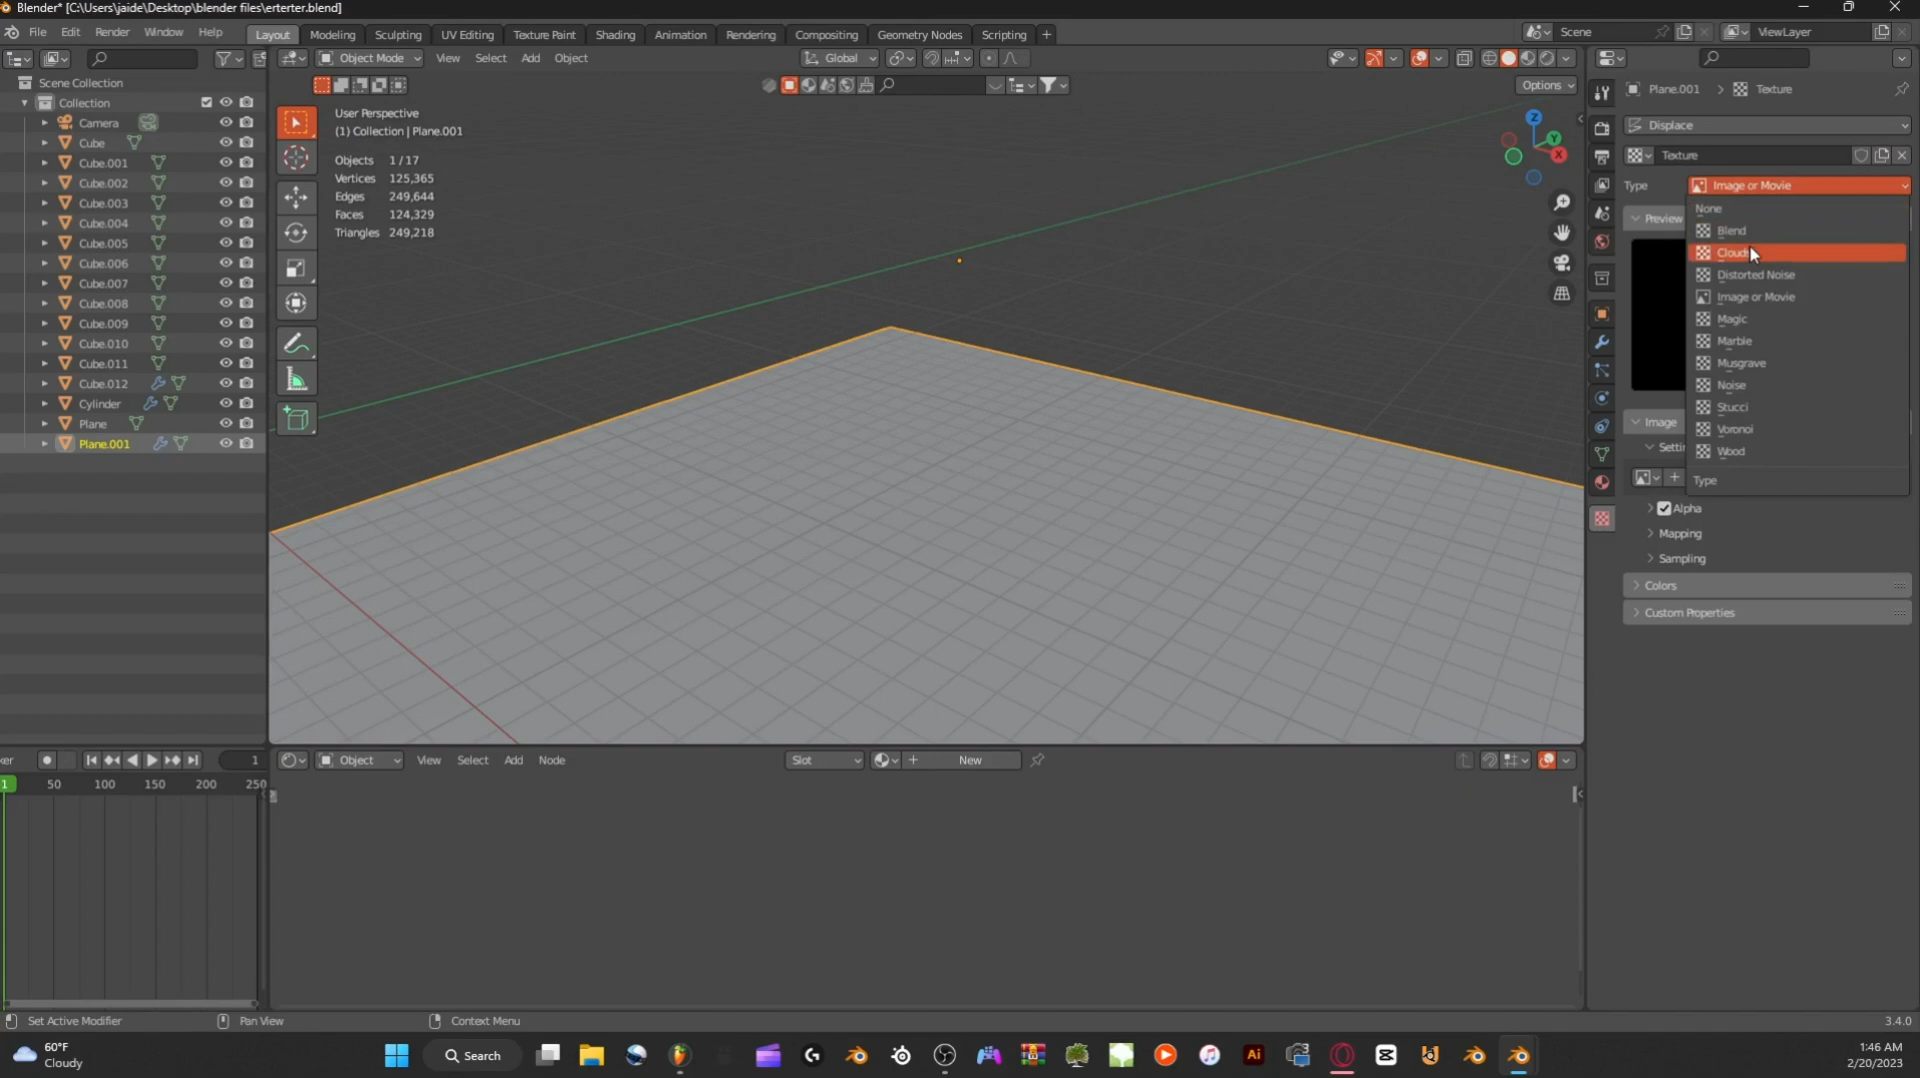 Blender* [C:\Users\jaide\Desktop\blender files\erterter.blend]
File Edit Render Window Help
Layout Modeling Sculpting UV Editing Texture Paint Shading Animation Rendering Compositing Geometry Nodes Scripting +
Scene
ViewLayer
Object Mode View Select Add Object
Global
Options
Scene Collection
Collection
Camera
Cube
Cube.001
Cube.002
Cube.003
Cube.004
Cube.005
Cube.006
Cube.007
Cube.008
Cube.009
Cube.010
Cube.011
Cube.012
Cylinder
Plane
Plane.001
User Perspective
(1) Collection | Plane.001
Objects 1/17
Vertices 125,365
Edges 249,644
Faces 124,329
Triangles 249,218
Z
Y
X
Plane.001 > Texture
Displace
Texture
Type Image or Movie
None
Blend
Clouds
Distorted Noise
Image or Movie
Magic
Marble
Musgrave
Noise
Stucci
Voronoi
Wood
Type
Preview
Image
Alpha
Mapping
Sampling
Colors
Custom Properties
1
1 50 100 150 200 250
Object View Select Add Node
Slot
New
Set Active Modifier
Pan View
Context Menu
3.4.0
60°F
Cloudy
Search
Ai
1:46 AM
2/20/2023